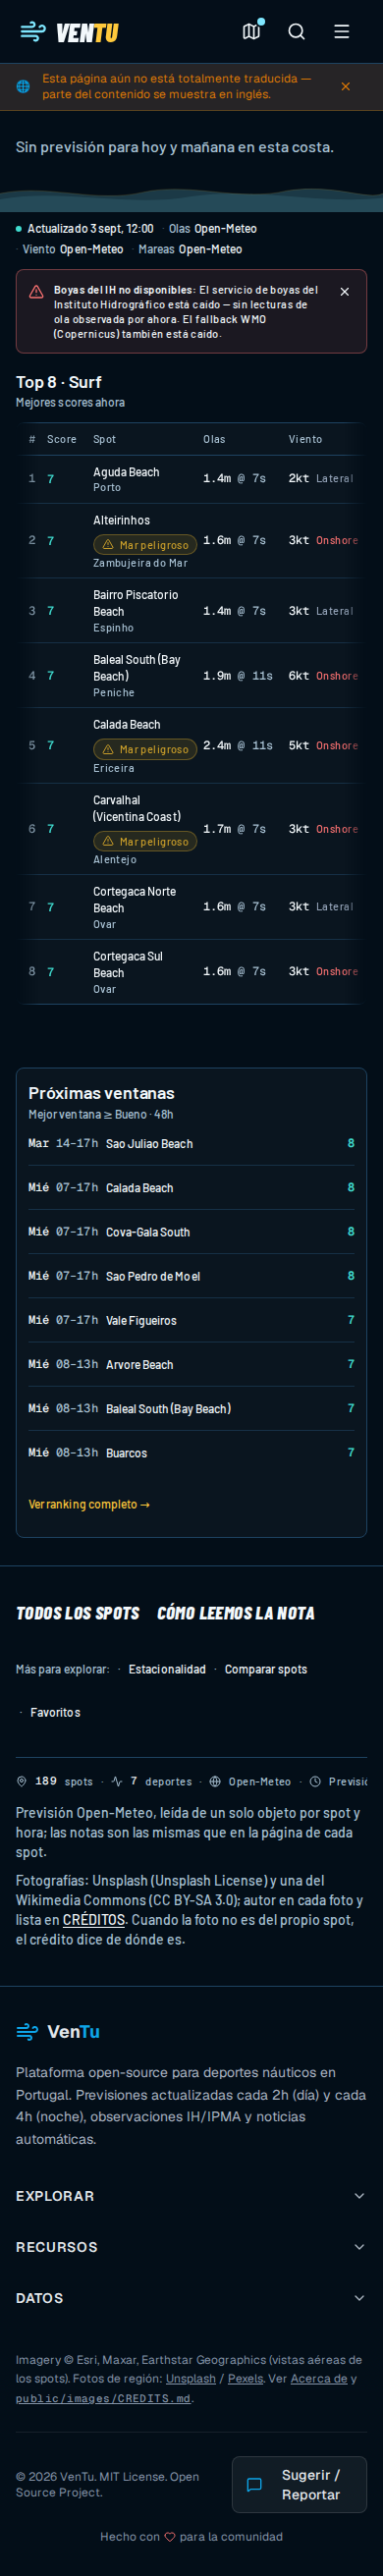 VENTU
Esta página aún no está totalmente traducida —
parte del contenido se muestra en inglés.
Sin previsión para hoy y mañana en esta costa.
Actualizado 3 sept, 12:00 · Olas Open-Meteo
· Viento Open-Meteo · Mareas Open-Meteo
Boyas del IH no disponibles: El servicio de boyas del
Instituto Hidrográfico está caído — sin lecturas de
ola observada por ahora. El fallback WMO
(Copernicus) también está caído.
Top 8 · Surf
Mejores scores ahora
# Score Spot Olas Viento
1 7 Aguda Beach 1.4m @ 7s 2kt Lateral
Porto
2 7 Alteirinhos 1.6m @ 7s 3kt Onshore
Mar peligroso
Zambujeira do Mar
3 7 Bairro Piscatorio 1.4m @ 7s 3kt Lateral
Beach
Espinho
4 7 Baleal South (Bay 1.9m @ 11s 6kt Onshore
Beach)
Peniche
5 7 Calada Beach 2.4m @ 11s 5kt Onshore
Mar peligroso
Ericeira
6 7 Carvalhal 1.7m @ 7s 3kt Onshore
(Vicentina Coast)
Mar peligroso
Alentejo
7 7 Cortegaca Norte 1.6m @ 7s 3kt Lateral
Beach
Ovar
8 7 Cortegaca Sul 1.6m @ 7s 3kt Onshore
Beach
Ovar
Próximas ventanas
Mejor ventana ≥ Bueno · 48h
Mar 14–17h Sao Juliao Beach 8
Mié 07–17h Calada Beach 8
Mié 07–17h Cova-Gala South 8
Mié 07–17h Sao Pedro de Moel 8
Mié 07–17h Vale Figueiros 7
Mié 08–13h Arvore Beach 7
Mié 08–13h Baleal South (Bay Beach) 7
Mié 08–13h Buarcos 7
Ver ranking completo →
TODOS LOS SPOTS CÓMO LEEMOS LA NOTA
Más para explorar: · Estacionalidad · Comparar spots
· Favoritos
189 spots · 7 deportes · Open-Meteo · Previsió
Previsión Open-Meteo, leída de un solo objeto por spot y
hora; las notas son las mismas que en la página de cada
spot.
Fotografías: Unsplash (Unsplash License) y una del
Wikimedia Commons (CC BY-SA 3.0); autor en cada foto y
lista en CRÉDITOS. Cuando la foto no es del propio spot,
el crédito dice de dónde es.
VenTu
Plataforma open-source para deportes náuticos en
Portugal. Previsiones actualizadas cada 2h (día) y cada
4h (noche), observaciones IH/IPMA y noticias
automáticas.
EXPLORAR
RECURSOS
DATOS
Imagery © Esri, Maxar, Earthstar Geographics (vistas aéreas de
los spots). Fotos de región: Unsplash / Pexels. Ver Acerca de y
public/images/CREDITS.md.
© 2026 VenTu. MIT License. Open
Source Project.
Sugerir /
Reportar
Hecho con ♡ para la comunidad